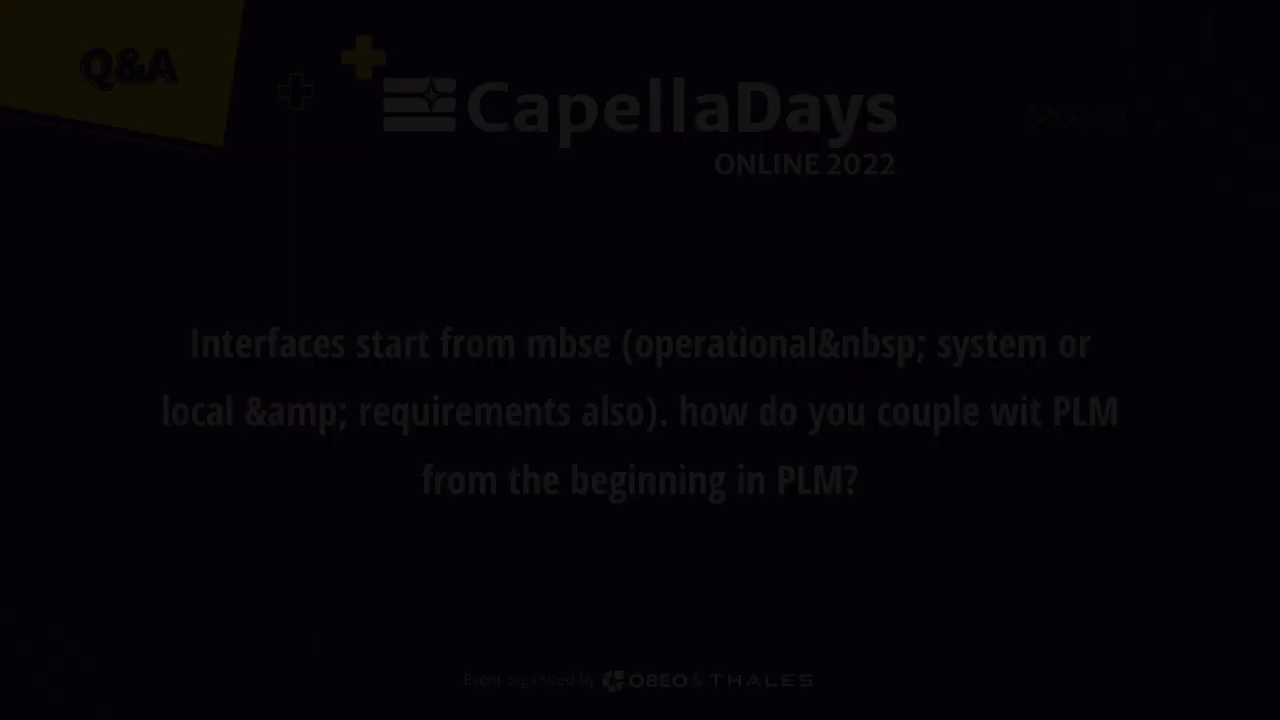 Q&A
CapellaDays
ONLINE 2022
Interfaces start from mbse (operational&nbsp; system or
local &amp; requirements also). how do you couple wit PLM
from the beginning in PLM?
Event organized by OBEO & THALES